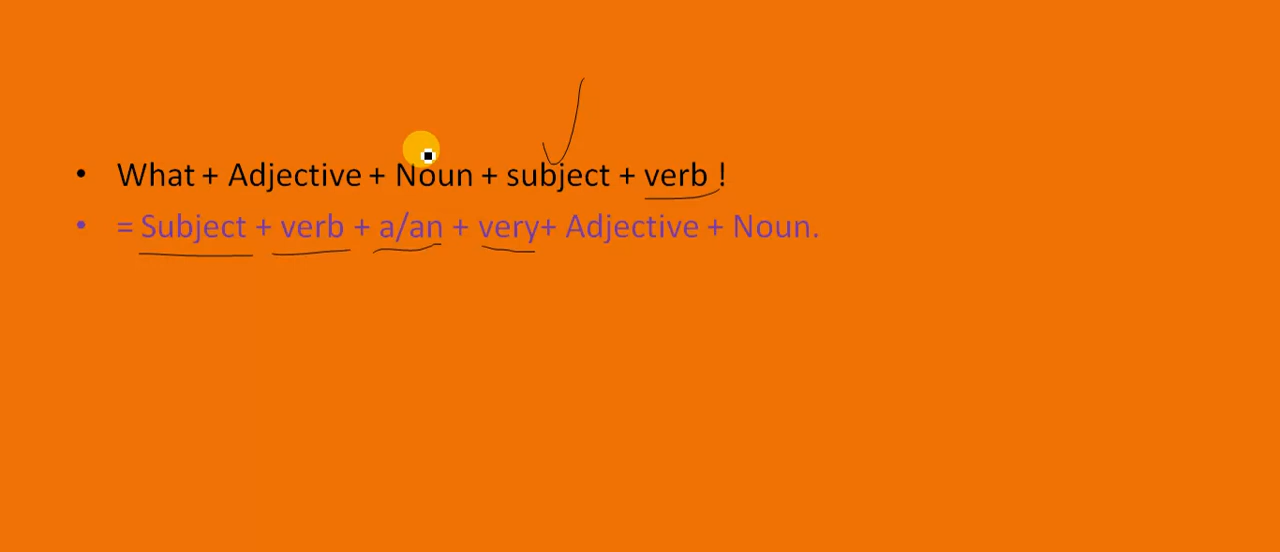 • What + Adjective + Noun + subject + verb !
• = Subject + verb + a/an + very+ Adjective + Noun.